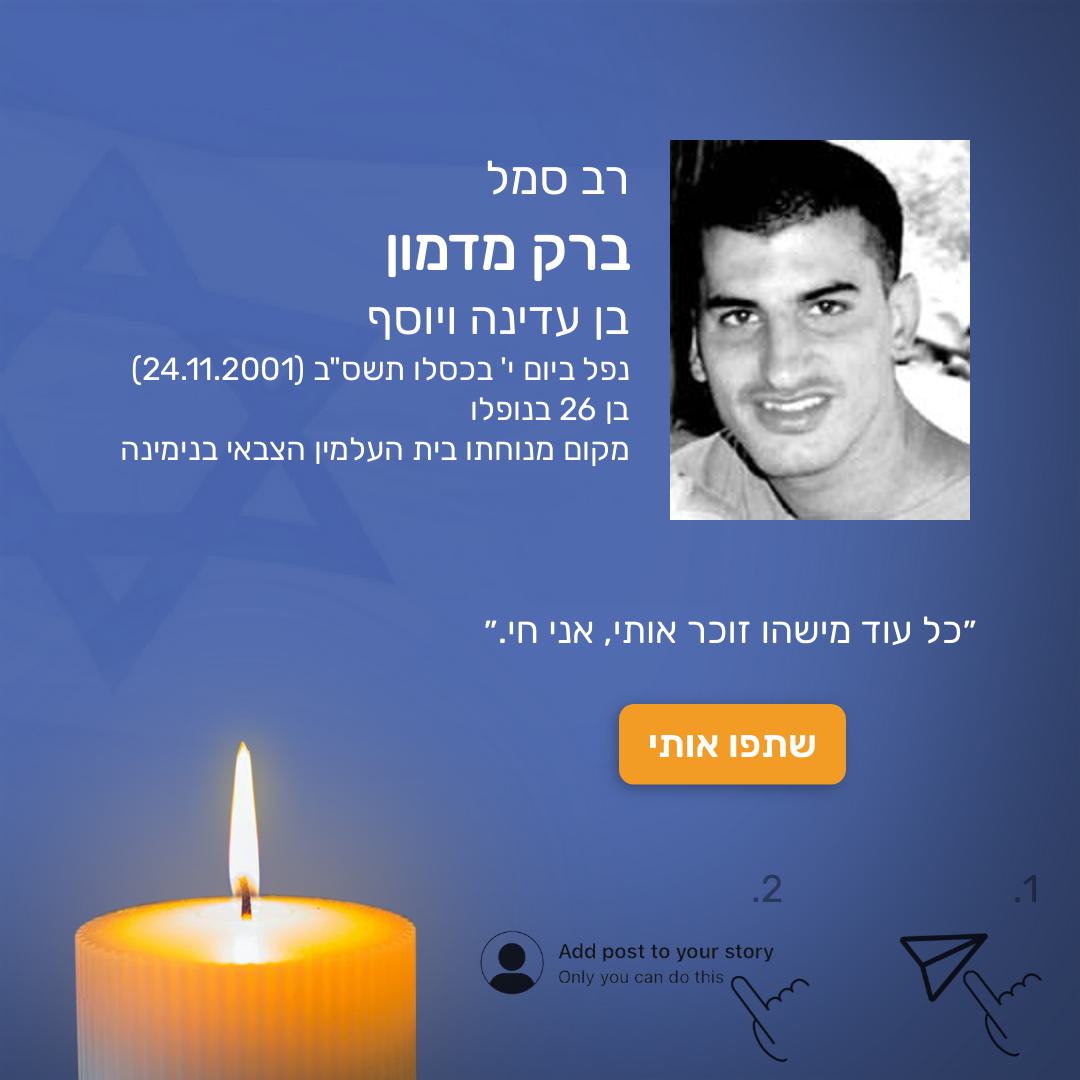 רב סמל
ברק מדמון
בן עדינה ויוסף
נפל ביום י' בכסלו תשס"ב (24.11.2001)
בן 26 בנופלו
מקום מנוחתו בית העלמין הצבאי בנימינה
״כל עוד מישהו זוכר אותי, אני חי.״
שתפו אותי
1.
2.
Add post to your story
Only you can do this